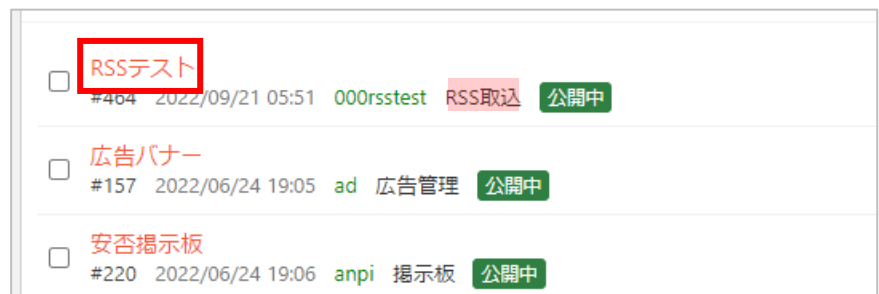 RSSテスト
#464 2022/09/21 05:51 000rsstest RSS取込 公開中
広告バナー
#157 2022/06/24 19:05 ad 広告管理 公開中
安否掲示板
#220 2022/06/24 19:06 anpi 掲示板 公開中